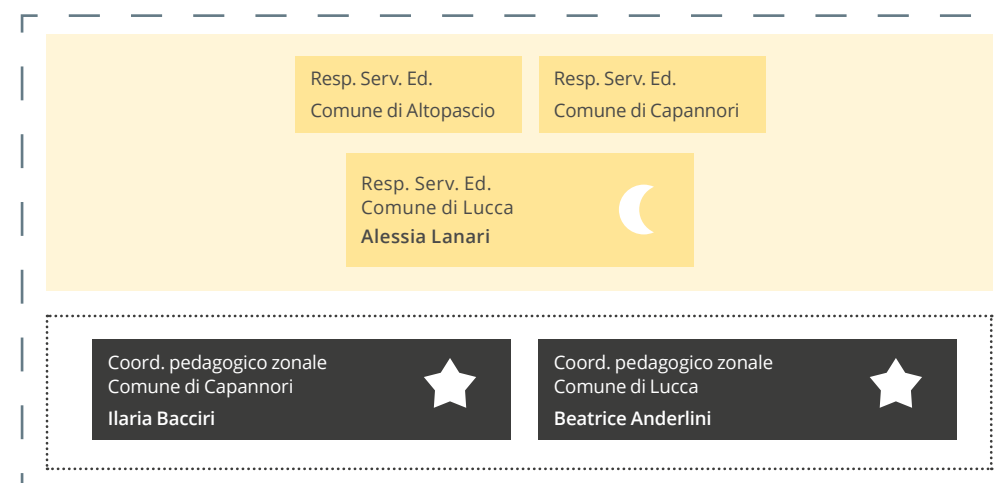 Resp. Serv. Ed.
Comune di Altopascio
Resp. Serv. Ed.
Comune di Capannori
Resp. Serv. Ed.
Comune di Lucca
Alessia Lanari
Coord. pedagogico zonale
Comune di Capannori
Ilaria Bacciri
Coord. pedagogico zonale
Comune di Lucca
Beatrice Anderlini